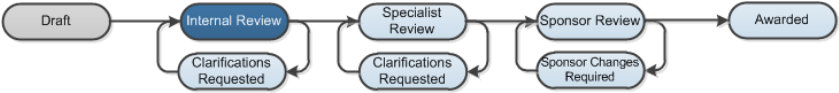 Draft
Internal Review
Clarifications
Requested
Specialist
Review
Clarifications
Requested
Sponsor Review
Sponsor Changes
Required
Awarded